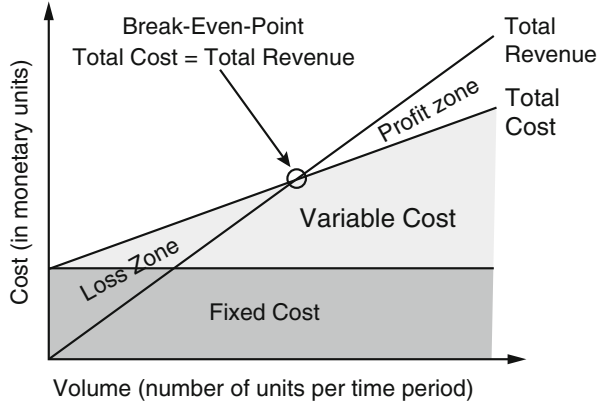 Break-Even-Point
Total Cost = Total Revenue
Total
Revenue
Profit zone
Total
Cost
Variable Cost
Loss Zone
Fixed Cost
Cost (in monetary units)
Volume (number of units per time period)